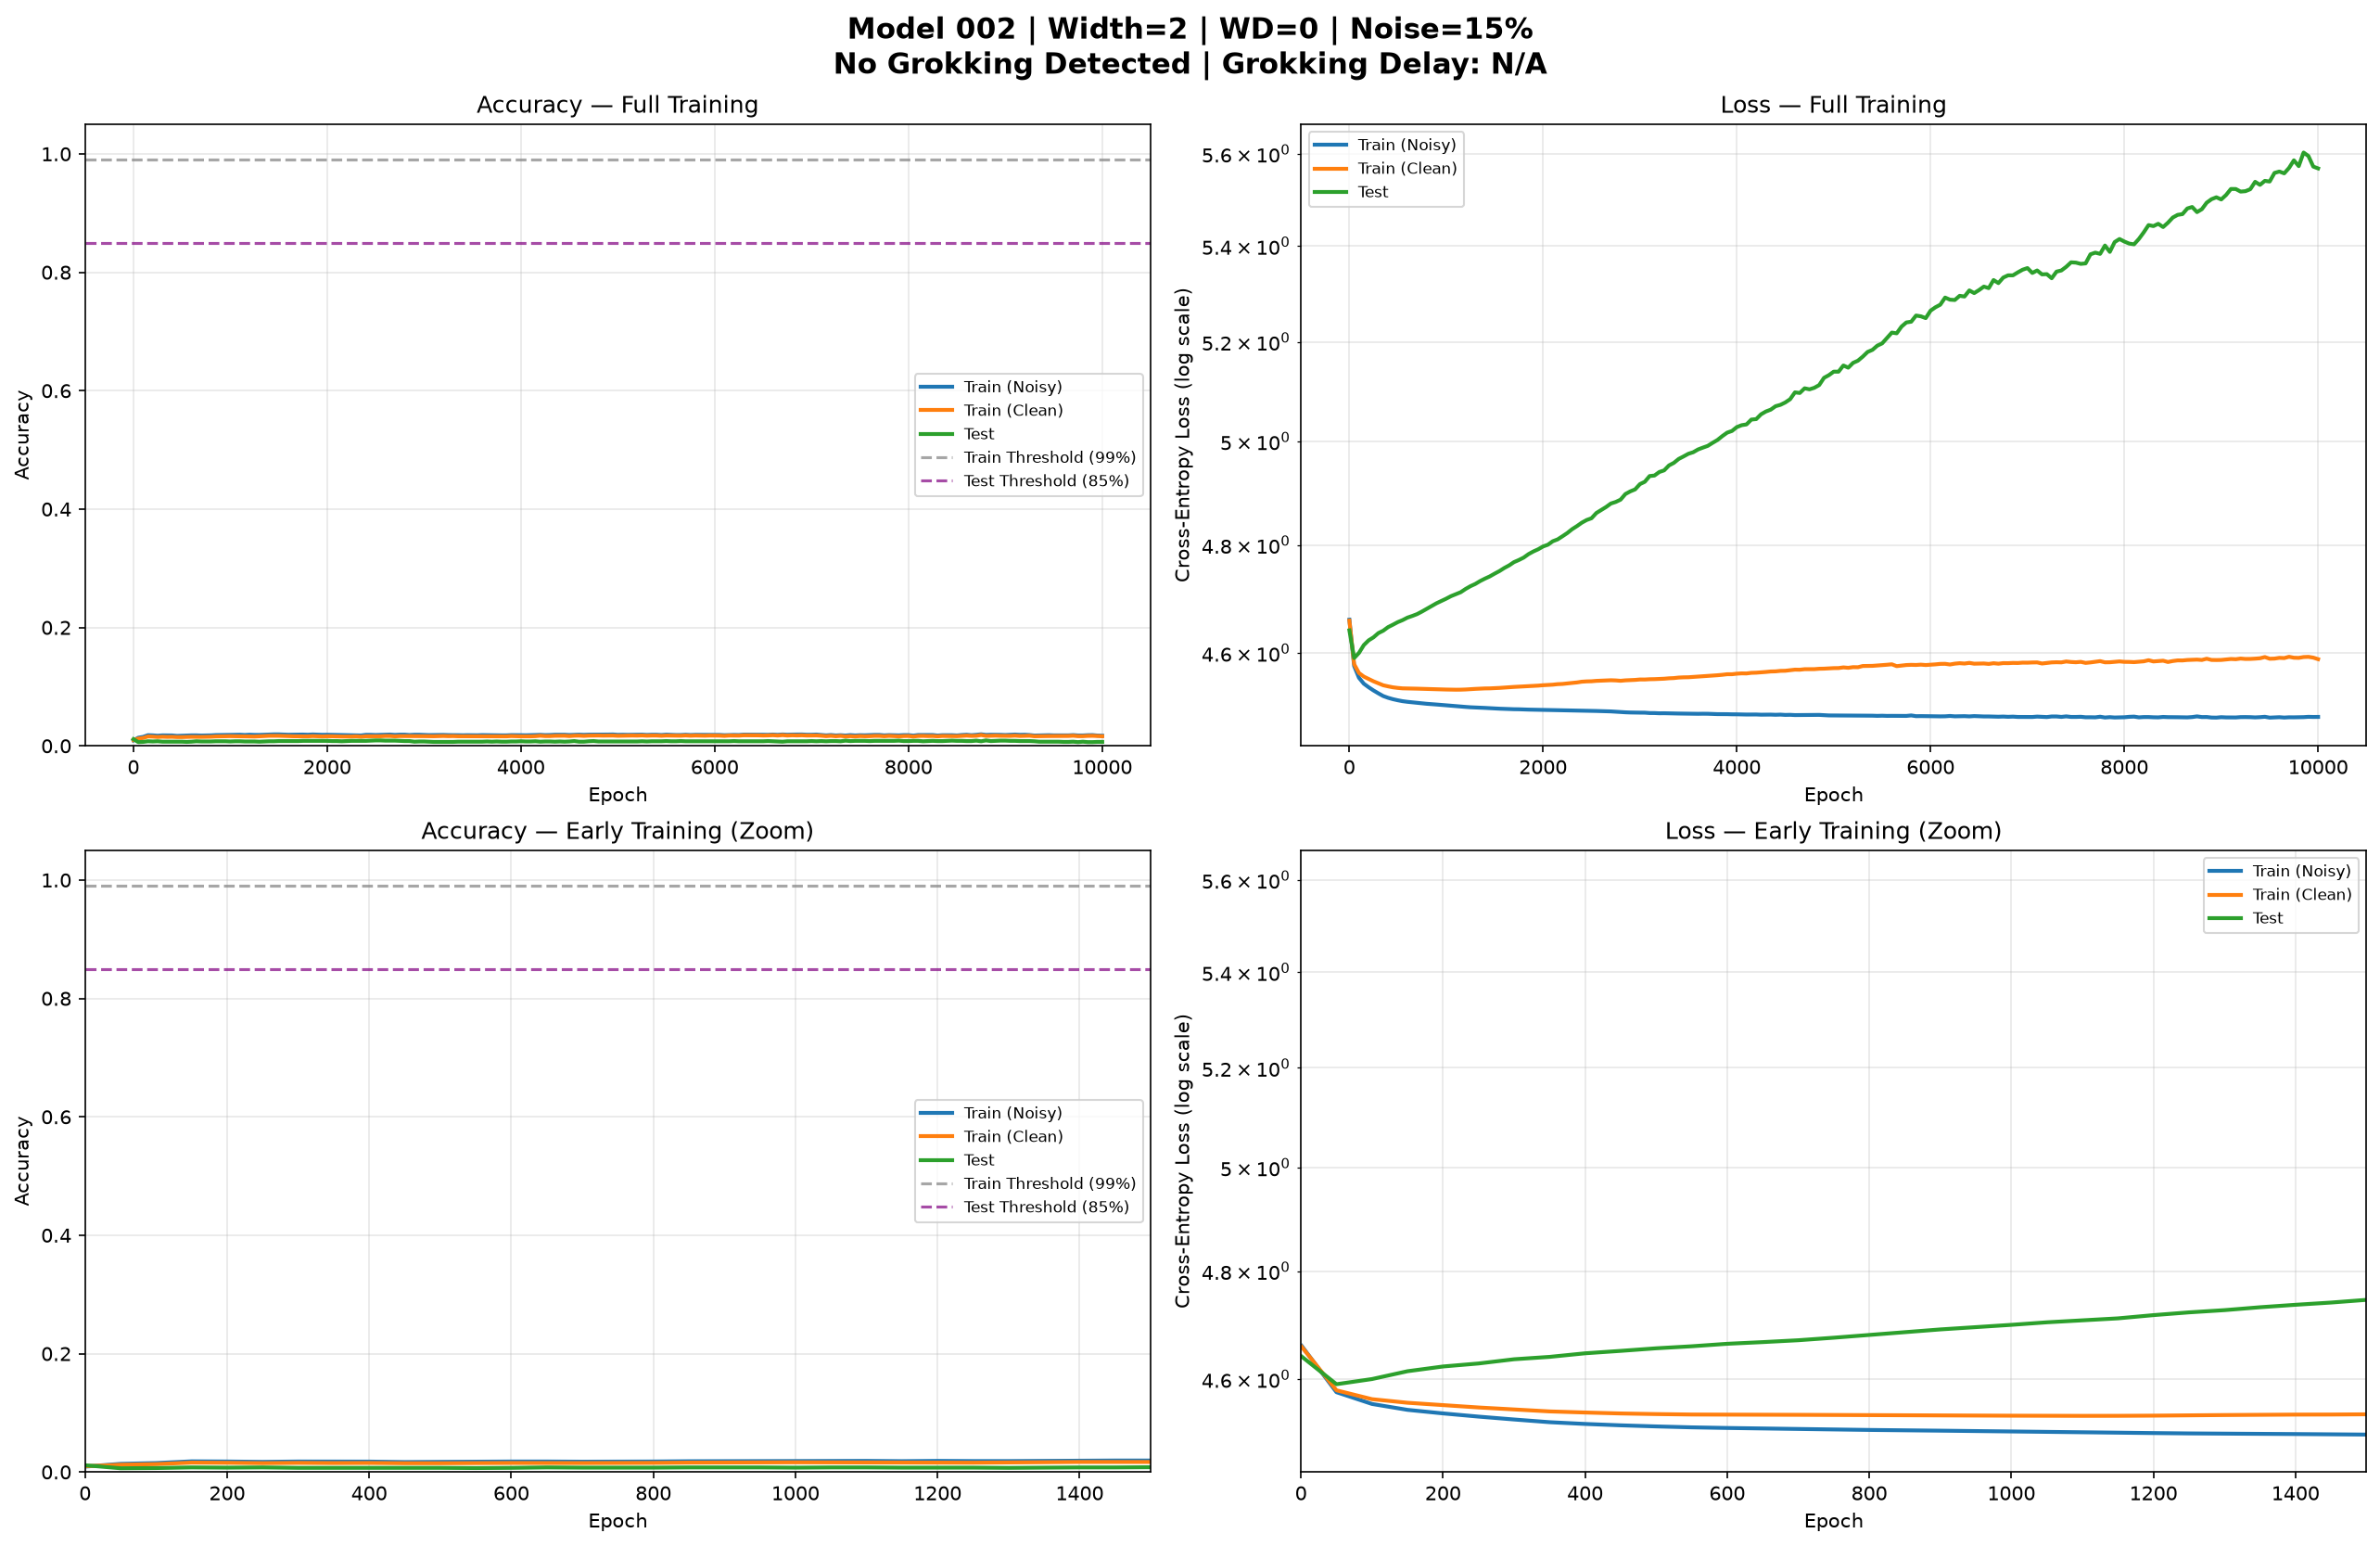 Model 002 | Width=2 | WD=0 | Noise=15%
No Grokking Detected | Grokking Delay: N/A
Accuracy — Full Training
1.0
0.8
0.6
0.4
0.2
0.0
Accuracy
Train (Noisy)
Train (Clean)
Test
Train Threshold (99%)
Test Threshold (85%)
0 2000 4000 6000 8000 10000
Epoch
Loss — Full Training
5.6 × 10⁰
5.4 × 10⁰
5.2 × 10⁰
5 × 10⁰
4.8 × 10⁰
4.6 × 10⁰
Cross-Entropy Loss (log scale)
Train (Noisy)
Train (Clean)
Test
0 2000 4000 6000 8000 10000
Epoch
Accuracy — Early Training (Zoom)
1.0
0.8
0.6
0.4
0.2
0.0
Accuracy
Train (Noisy)
Train (Clean)
Test
Train Threshold (99%)
Test Threshold (85%)
0 200 400 600 800 1000 1200 1400
Epoch
Loss — Early Training (Zoom)
5.6 × 10⁰
5.4 × 10⁰
5.2 × 10⁰
5 × 10⁰
4.8 × 10⁰
4.6 × 10⁰
Cross-Entropy Loss (log scale)
Train (Noisy)
Train (Clean)
Test
0 200 400 600 800 1000 1200 1400
Epoch